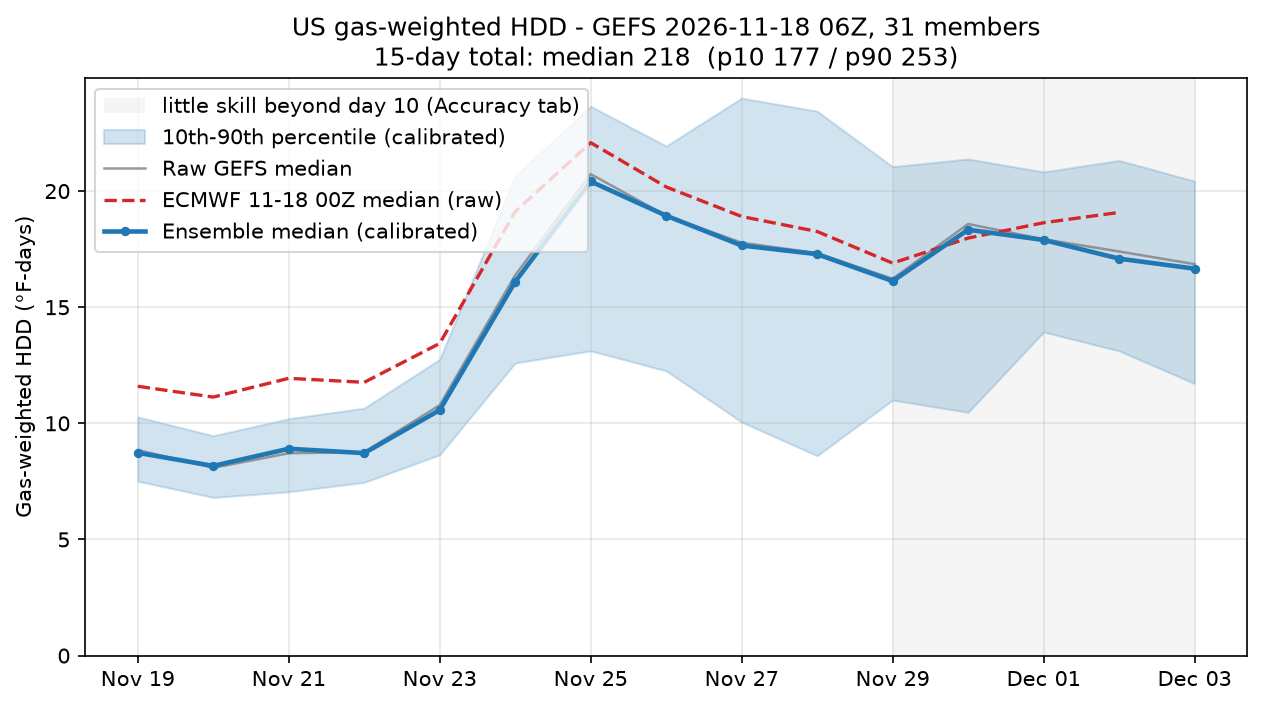 US gas-weighted HDD - GEFS 2026-11-18 06Z, 31 members
15-day total: median 218  (p10 177 / p90 253)
little skill beyond day 10 (Accuracy tab)
10th-90th percentile (calibrated)
Raw GEFS median
ECMWF 11-18 00Z median (raw)
Ensemble median (calibrated)
Gas-weighted HDD (°F-days)
20
15
10
5
0
Nov 19 Nov 21 Nov 23 Nov 25 Nov 27 Nov 29 Dec 01 Dec 03